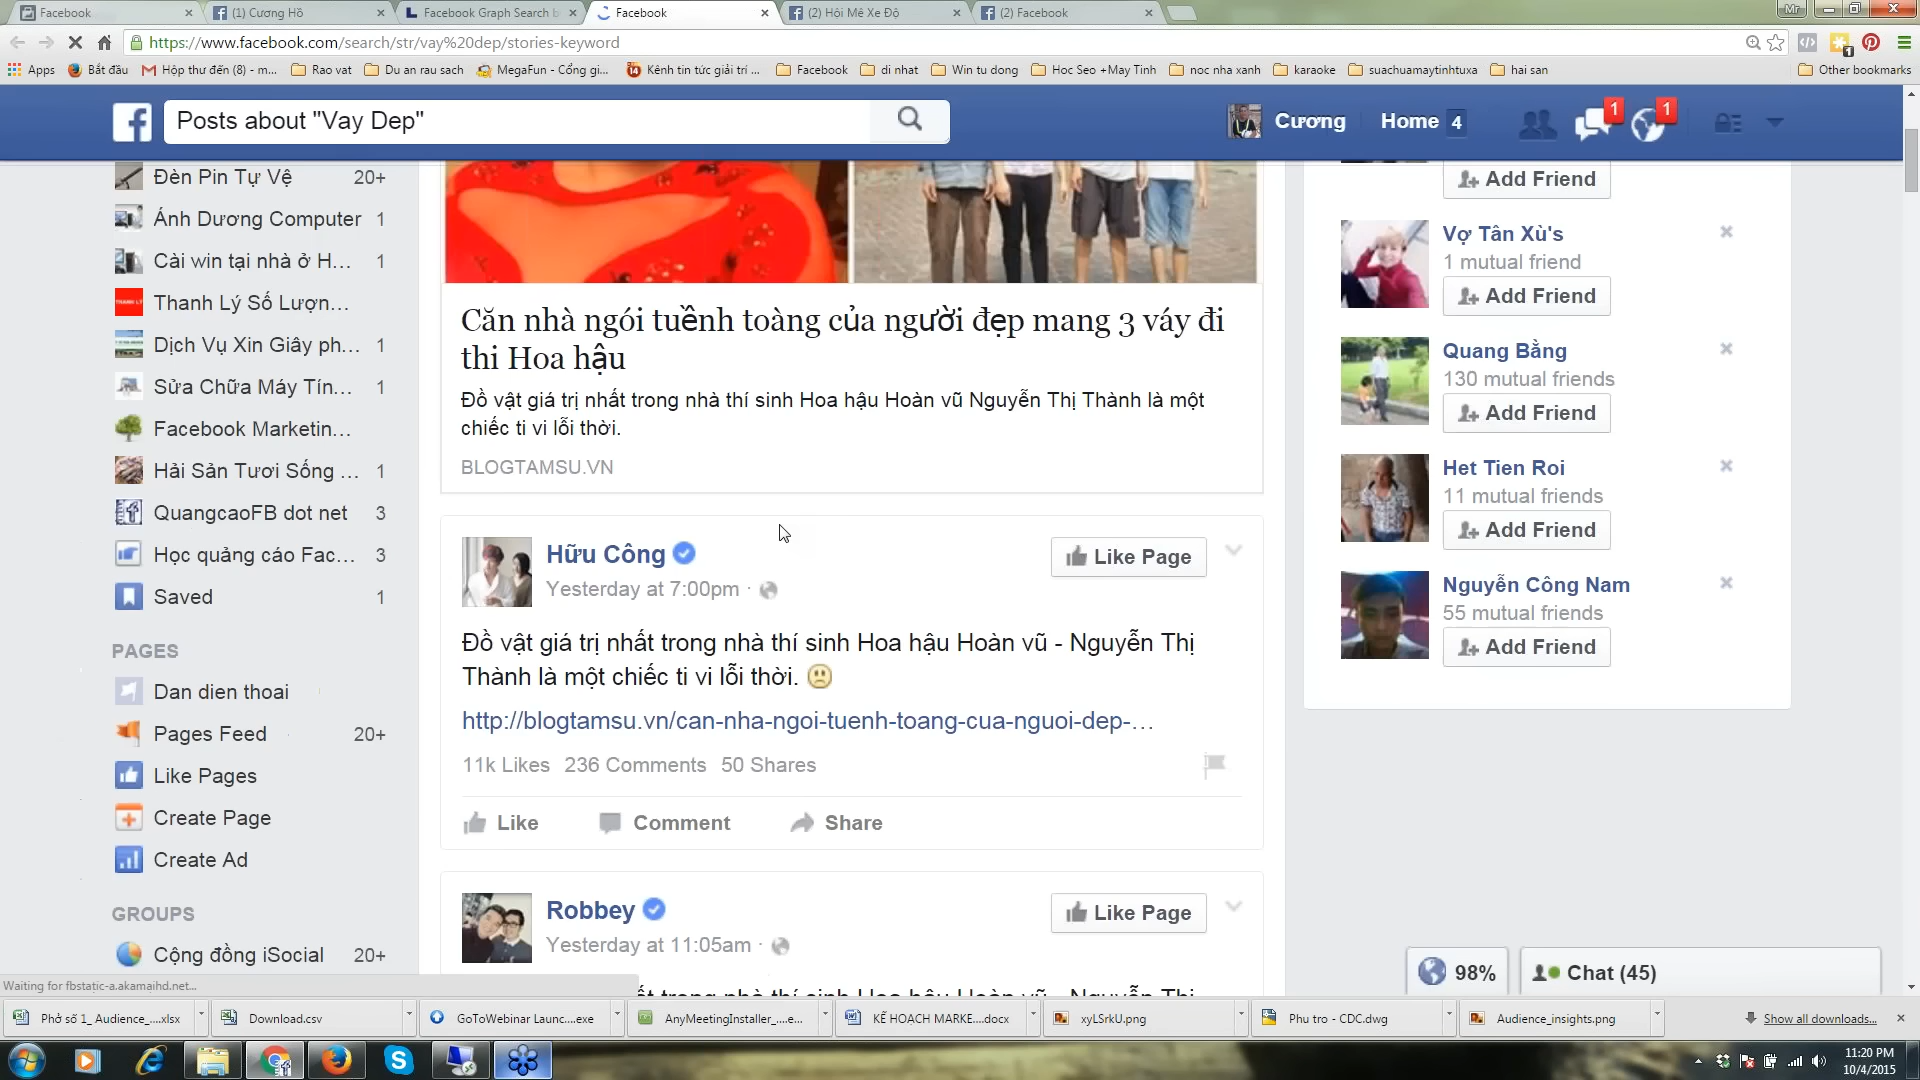 Facebook
(1) Cương Hồ
Facebook Graph Search b
Facebook
(2) Hội Mê Xe Độ
(2) Facebook
Mr
https://www.facebook.com/search/str/vay%20dep/stories-keyword
1
Apps
Bắt đầu
Hộp thư đến (8) - m...
Rao vat
Du an rau sach
MegaFun - Cổng gi...
Kênh tin tức giải trí ...
Facebook
di nhat
Win tu dong
Hoc Seo +May Tinh
noc nha xanh
karaoke
suachuamaytinhtuxa
hai san
Other bookmarks
Posts about "Vay Dep"
Cương
Home 4
1
1
Đèn Pin Tự Vệ 20+
Ánh Dương Computer 1
Cài win tại nhà ở H... 1
Thanh Lý Số Lượn...
Dịch Vụ Xin Giấy ph... 1
Sửa Chữa Máy Tín... 1
Facebook Marketin...
Hải Sản Tươi Sống ... 1
QuangcaoFB dot net 3
Học quảng cáo Fac... 3
Saved 1
PAGES
Dan dien thoai
Pages Feed 20+
Like Pages
Create Page
Create Ad
GROUPS
Cộng đồng iSocial 20+
Căn nhà ngói tuềnh toàng của người đẹp mang 3 váy đi
thi Hoa hậu
Đồ vật giá trị nhất trong nhà thí sinh Hoa hậu Hoàn vũ Nguyễn Thị Thành là một
chiếc ti vi lỗi thời.
BLOGTAMSU.VN
Hữu Công
Yesterday at 7:00pm ·
Like Page
Đồ vật giá trị nhất trong nhà thí sinh Hoa hậu Hoàn vũ - Nguyễn Thị
Thành là một chiếc ti vi lỗi thời.
http://blogtamsu.vn/can-nha-ngoi-tuenh-toang-cua-nguoi-dep-…
11k Likes 236 Comments 50 Shares
Like Comment Share
Robbey
Yesterday at 11:05am ·
Like Page
Add Friend
Vợ Tân Xù's
1 mutual friend
Add Friend
Quang Bằng
130 mutual friends
Add Friend
Het Tien Roi
11 mutual friends
Add Friend
Nguyễn Công Nam
55 mutual friends
Add Friend
98%
Chat (45)
Waiting for fbstatic-a.akamaihd.net...
Phở số 1_ Audience_....xlsx
Download.csv
GoToWebinar Launc....exe
AnyMeetingInstaller_....e...
KẾ HOẠCH MARKE....docx
xyLSrkU.png
Phu tro - CDC.dwg
Audience_insights.png
Show all downloads...
11:20 PM
10/4/2015